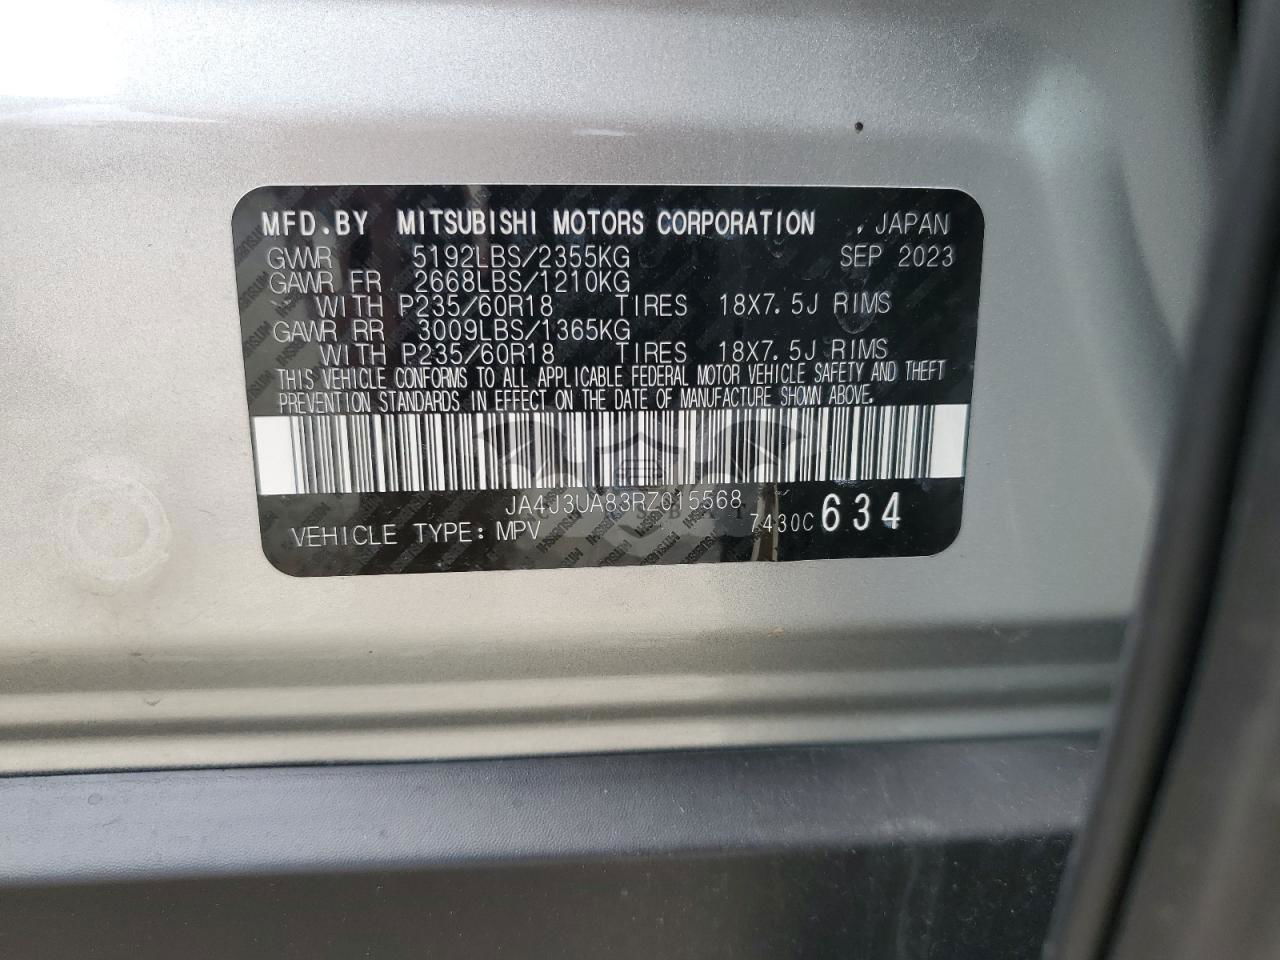 MFD.BY MITSUBISHI MOTORS CORPORATION , JAPAN
GVWR 5192LBS/2355KG SEP 2023
GAWR FR 2668LBS/1210KG
WITH P235/60R18 TIRES 18X7.5J RIMS
GAWR RR 3009LBS/1365KG
WITH P235/60R18 TIRES 18X7.5J RIMS
THIS VEHICLE CONFORMS TO ALL APPLICABLE FEDERAL MOTOR VEHICLE SAFETY AND THEFT
PREVENTION STANDARDS IN EFFECT ON THE DATE OF MANUFACTURE SHOWN ABOVE.
JA4J3UA83RZ015568
VEHICLE TYPE: MPV 7430C 634